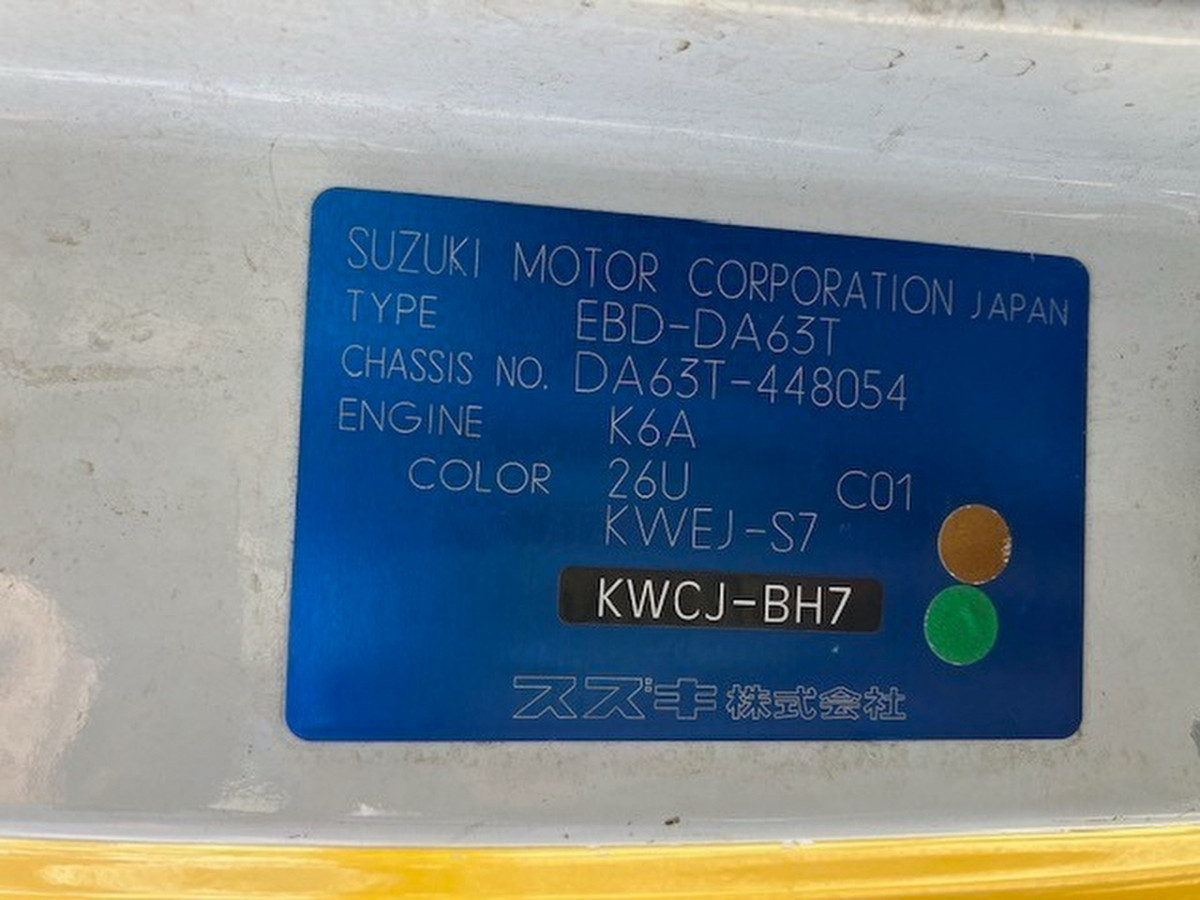 SUZUKI MOTOR CORPORATION JAPAN
TYPE EBD-DA63T
CHASSIS NO. DA63T-448054
ENGINE K6A
COLOR 26U C01
KWEJ-S7
KWCJ-BH7
スズキ株式会社